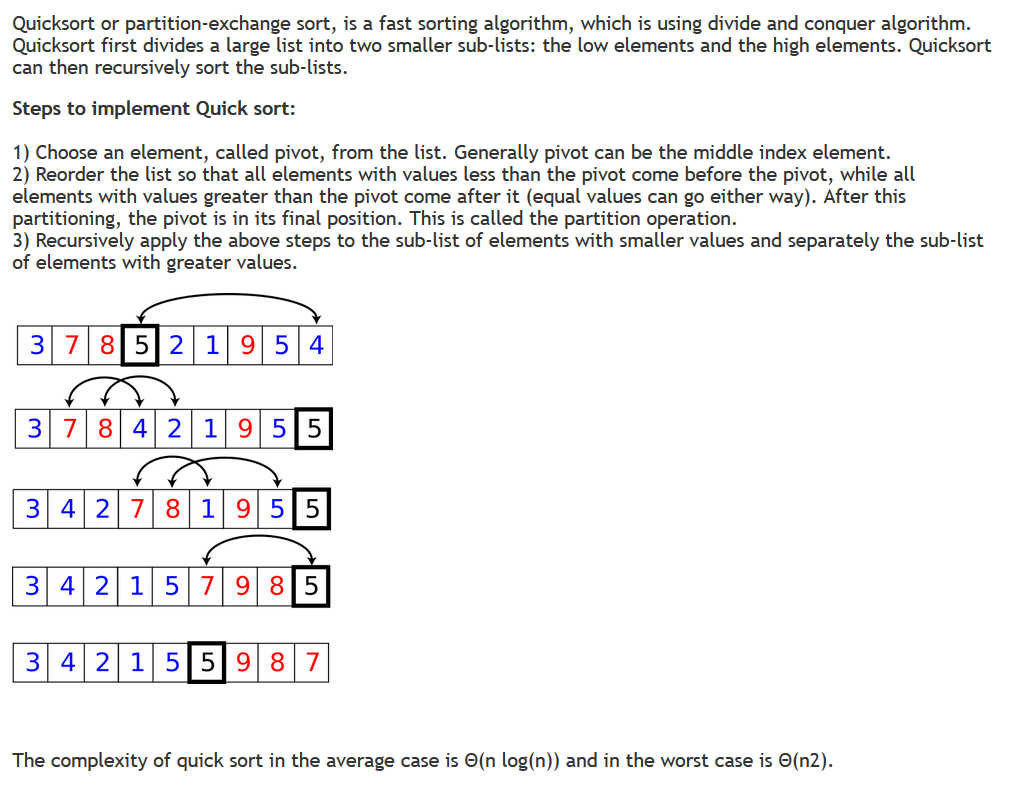 Quicksort or partition-exchange sort, is a fast sorting algorithm, which is using divide and conquer algorithm.
Quicksort first divides a large list into two smaller sub-lists: the low elements and the high elements. Quicksort
can then recursively sort the sub-lists.
Steps to implement Quick sort:
1) Choose an element, called pivot, from the list. Generally pivot can be the middle index element.
2) Reorder the list so that all elements with values less than the pivot come before the pivot, while all
elements with values greater than the pivot come after it (equal values can go either way). After this
partitioning, the pivot is in its final position. This is called the partition operation.
3) Recursively apply the above steps to the sub-list of elements with smaller values and separately the sub-list
of elements with greater values.
3 7 8 5 2 1 9 5 4
3 7 8 4 2 1 9 5 5
3 4 2 7 8 1 9 5 5
3 4 2 1 5 7 9 8 5
3 4 2 1 5 5 9 8 7
The complexity of quick sort in the average case is Θ(n log(n)) and in the worst case is Θ(n2).